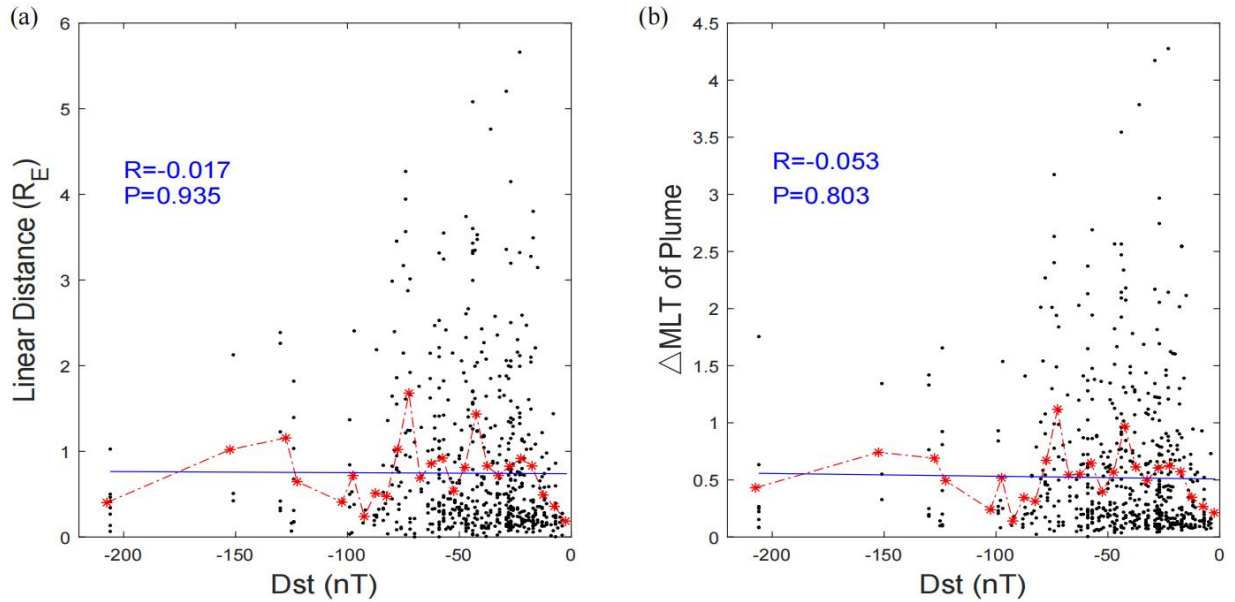 (a)
6
5
4
3
2
1
0
Linear Distance (R_E)
R=-0.017
P=0.935
-200 -150 -100 -50 0
Dst (nT)
(b)
4.5
4
3.5
3
2.5
2
1.5
1
0.5
0
△MLT of Plume
R=-0.053
P=0.803
-200 -150 -100 -50 0
Dst (nT)